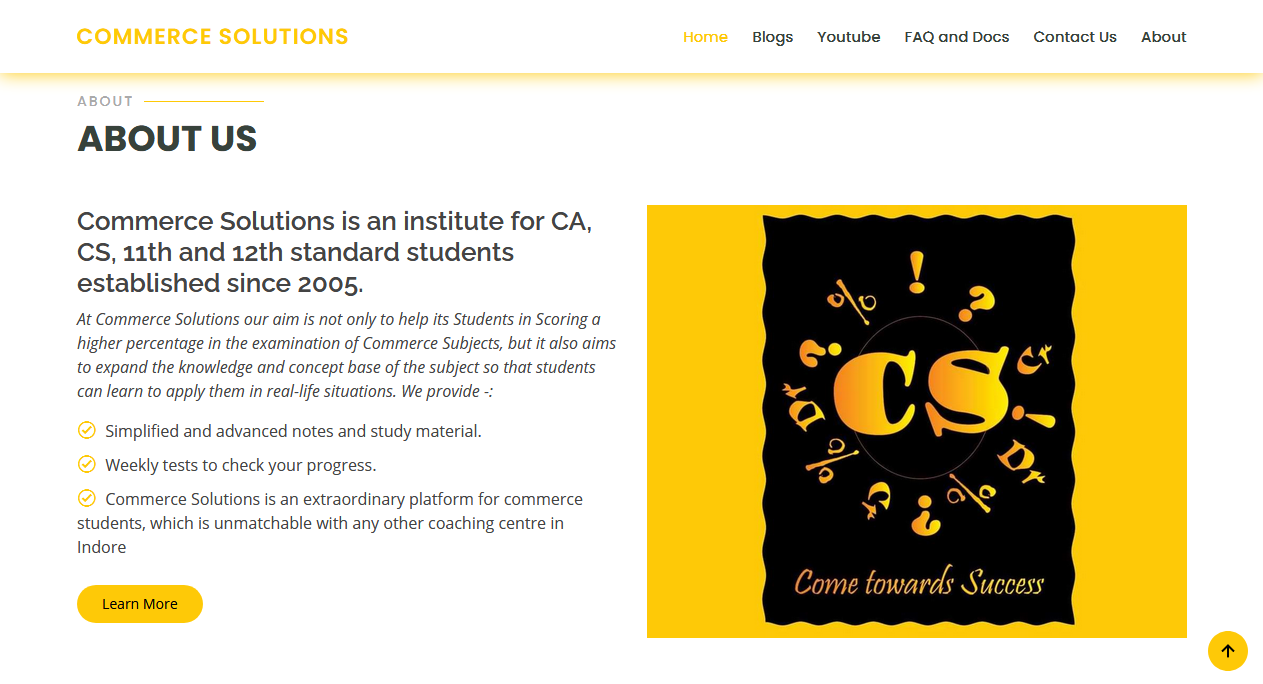 COMMERCE SOLUTIONS
Home Blogs Youtube FAQ and Docs Contact Us About
ABOUT
ABOUT US
Commerce Solutions is an institute for CA,
CS, 11th and 12th standard students
established since 2005.
At Commerce Solutions our aim is not only to help its Students in Scoring a
higher percentage in the examination of Commerce Subjects, but it also aims
to expand the knowledge and concept base of the subject so that students
can learn to apply them in real-life situations. We provide -:
Simplified and advanced notes and study material.
Weekly tests to check your progress.
Commerce Solutions is an extraordinary platform for commerce
students, which is unmatchable with any other coaching centre in
Indore
Learn More
! ? Cr ! Dr % ? Cr % Dr ? %
CS
Come towards Success